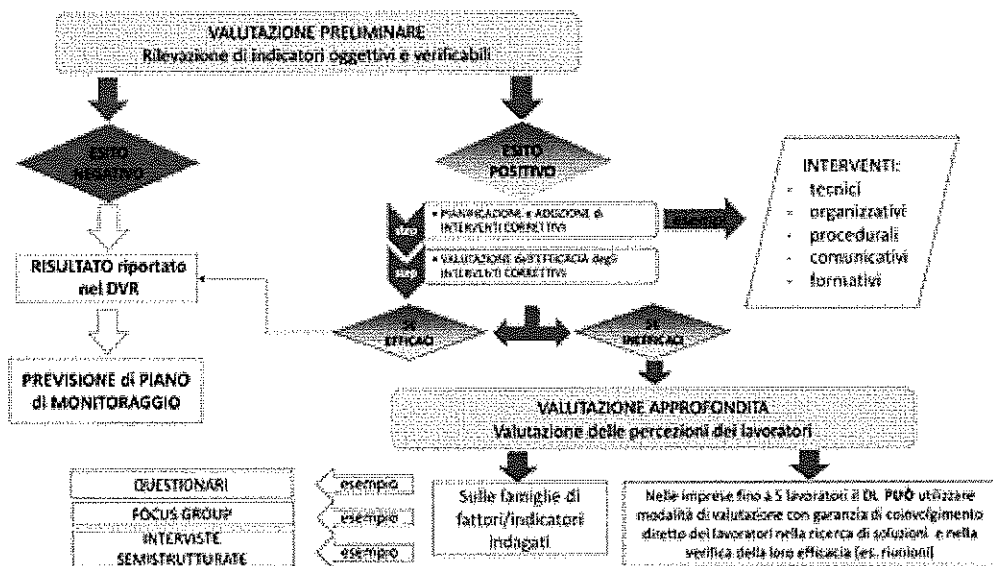 VALUTAZIONE PRELIMINARE
Rilevazione di indicatori oggettivi e verificabili
ESITO
NEGATIVO
ESITO
POSITIVO
INTERVENTI:
- tecnici
- organizzativi
- procedurali
- comunicativi
- formativi
• PIANIFICAZIONE e ADOZIONE di
INTERVENTI CORRETTIVI
• VALUTAZIONE dell'EFFICACIA degli
INTERVENTI CORRETTIVI
RISULTATO riportato
nel DVR
SE
EFFICACI
SE
INEFFICACI
PREVISIONE di PIANO
di MONITORAGGIO
VALUTAZIONE APPROFONDITA
Valutazione delle percezioni dei lavoratori
QUESTIONARI
FOCUS GROUP
INTERVISTE
SEMISTRUTTURATE
esempio
esempio
esempio
Sulle famiglie di
fattori/indicatori
indagati
Nelle imprese fino a 5 lavoratori il DL PUÒ utilizzare
modalità di valutazione con garanzia di coinvolgimento
diretto dei lavoratori nella ricerca di soluzioni e nella
verifica della loro efficacia (es. riunioni)